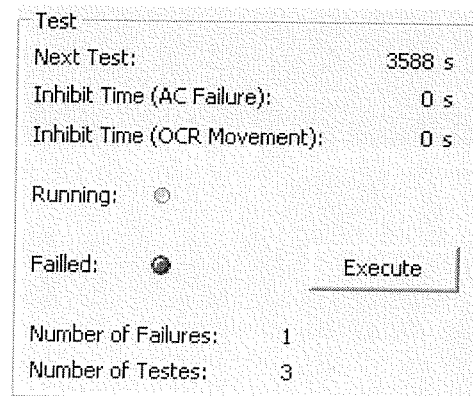 Test
Next Test: 3588 s
Inhibit Time (AC Failure): 0 s
Inhibit Time (OCR Movement): 0 s
Running:
Failled: Execute
Number of Failures: 1
Number of Testes: 3